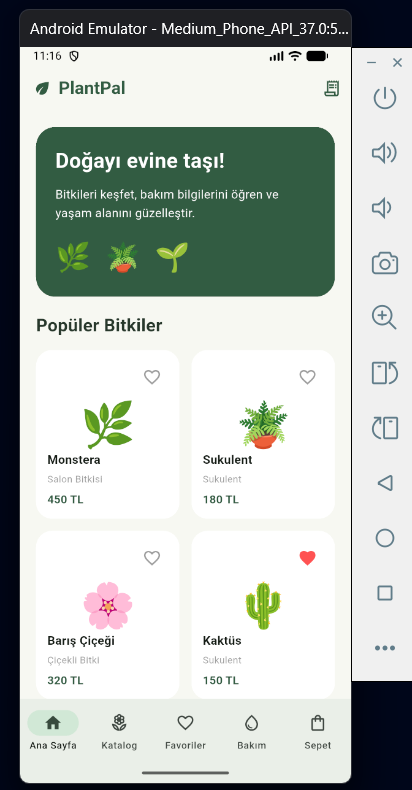 Android Emulator - Medium_Phone_API_37.0:5...
11:16
PlantPal
Doğayı evine taşı!
Bitkileri keşfet, bakım bilgilerini öğren ve
yaşam alanını güzelleştir.
Popüler Bitkiler
Monstera
Salon Bitkisi
450 TL
Sukulent
Sukulent
180 TL
Barış Çiçeği
Çiçekli Bitki
320 TL
Kaktüs
Sukulent
150 TL
Ana Sayfa
Katalog
Favoriler
Bakım
Sepet